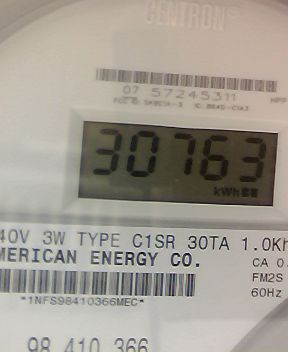 CENTRON®
07 57245311
30763
kWh
40V 3W TYPE C1SR 30TA 1.0Kh
MERICAN ENERGY CO.
CA 0.
FM2S
60Hz
*1NFS98410366MEC*
98 410 366